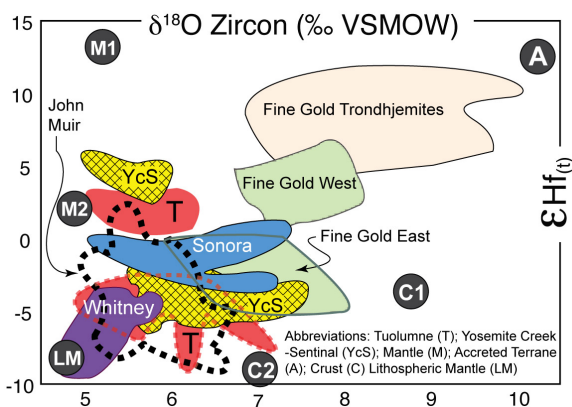 δ¹⁸O Zircon (‰ VSMOW)
15
10
5
0
-5
-10
M1
A
John
Muir
Fine Gold Trondhjemites
YcS
Fine Gold West
εHf(t)
M2
T
Sonora
Fine Gold East
C1
Whitney
YcS
LM
T
C2
Abbreviations: Tuolumne (T); Yosemite Creek
-Sentinal (YcS); Mantle (M); Accreted Terrane
(A); Crust (C) Lithospheric Mantle (LM)
5 6 7 8 9 10